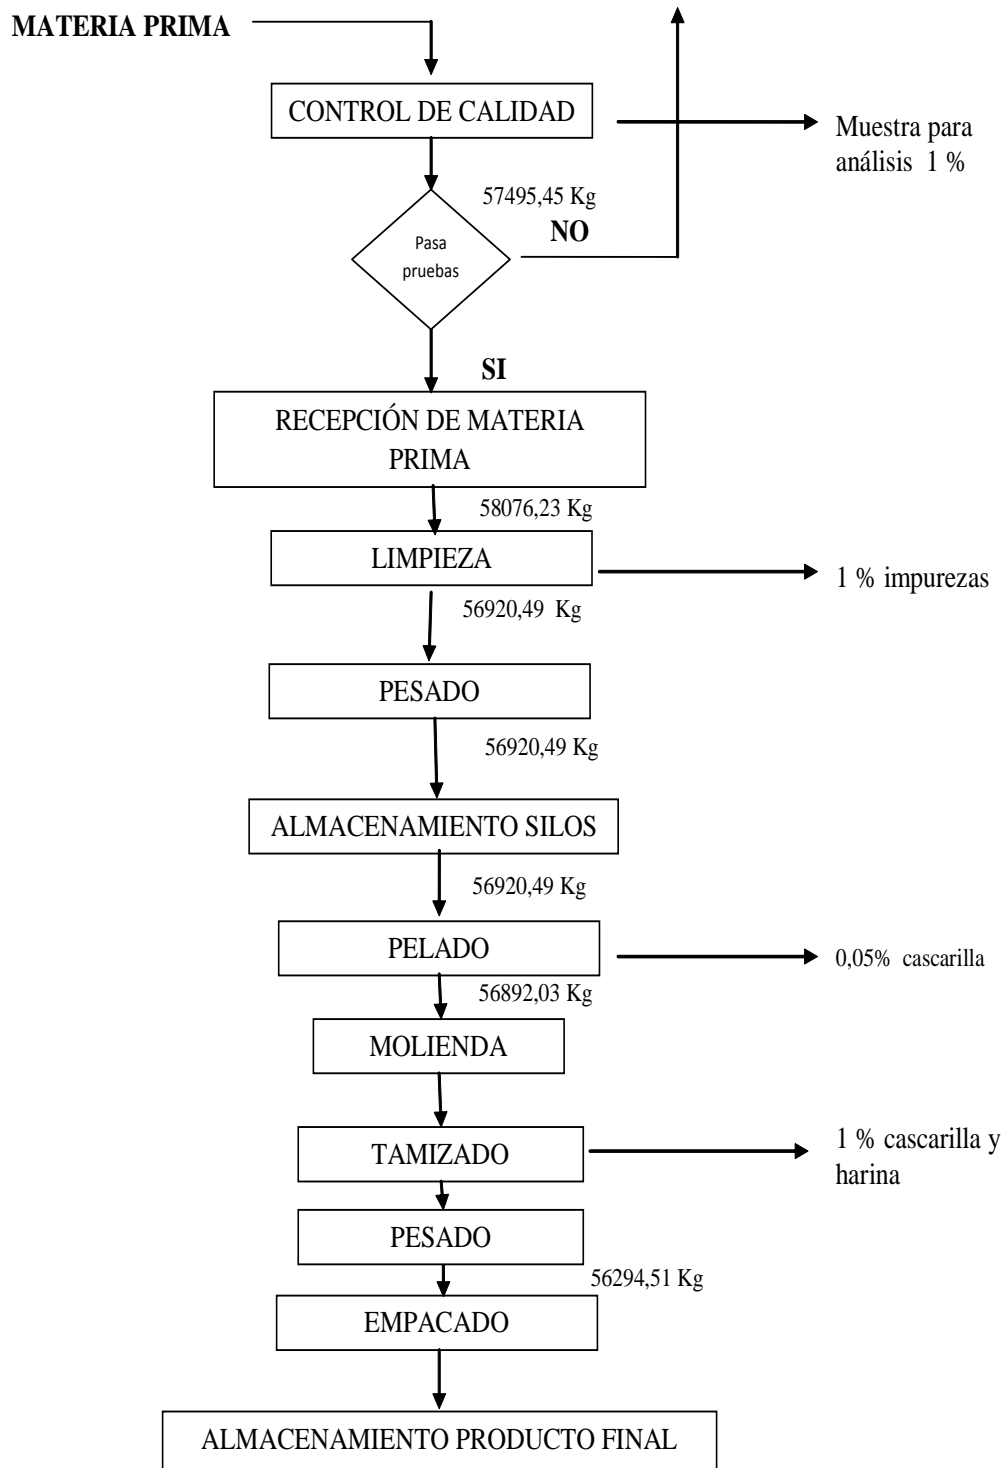 MATERIA PRIMA
CONTROL DE CALIDAD
Muestra para
análisis 1 %
57495,45 Kg
NO
Pasa
pruebas
SI
RECEPCIÓN DE MATERIA
PRIMA
58076,23 Kg
LIMPIEZA
1 % impurezas
56920,49 Kg
PESADO
56920,49 Kg
ALMACENAMIENTO SILOS
56920,49 Kg
PELADO
0,05% cascarilla
56892,03 Kg
MOLIENDA
TAMIZADO
1 % cascarilla y
harina
PESADO
56294,51 Kg
EMPACADO
ALMACENAMIENTO PRODUCTO FINAL